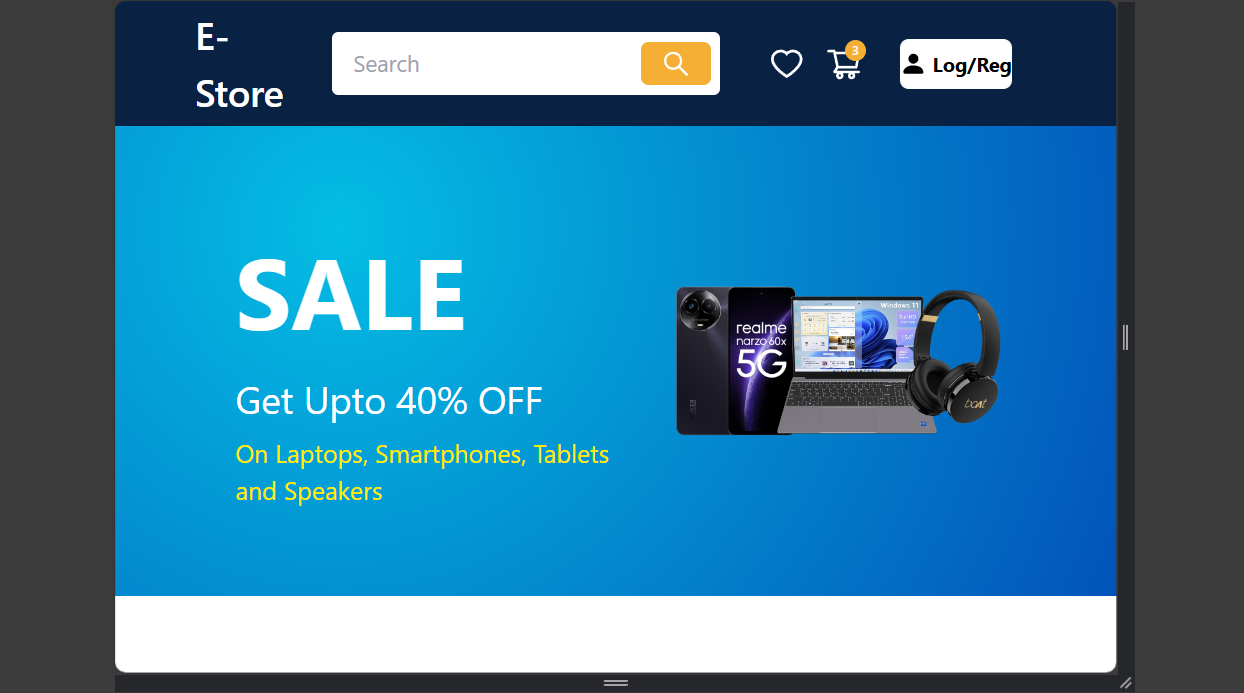 E-
Store
Search
3
Log/Reg
SALE
Get Upto 40% OFF
On Laptops, Smartphones, Tablets
and Speakers
Windows 11
realme
narzo 60x
5G
boAt